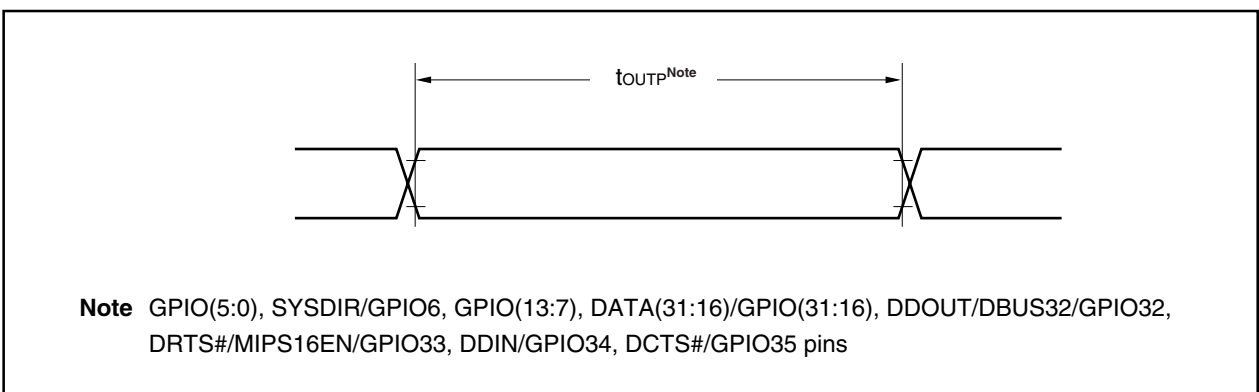 tOUTPNote
Note GPIO(5:0), SYSDIR/GPIO6, GPIO(13:7), DATA(31:16)/GPIO(31:16), DDOUT/DBUS32/GPIO32,
DRTS#/MIPS16EN/GPIO33, DDIN/GPIO34, DCTS#/GPIO35 pins